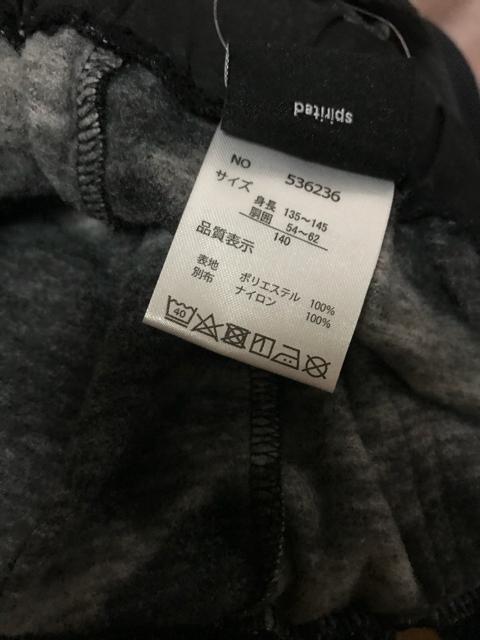 spirited
NO 536236
サイズ
身長 135～145
胴囲 54～62
140
品質表示
表地 ポリエステル 100%
別布 ナイロン 100%
40